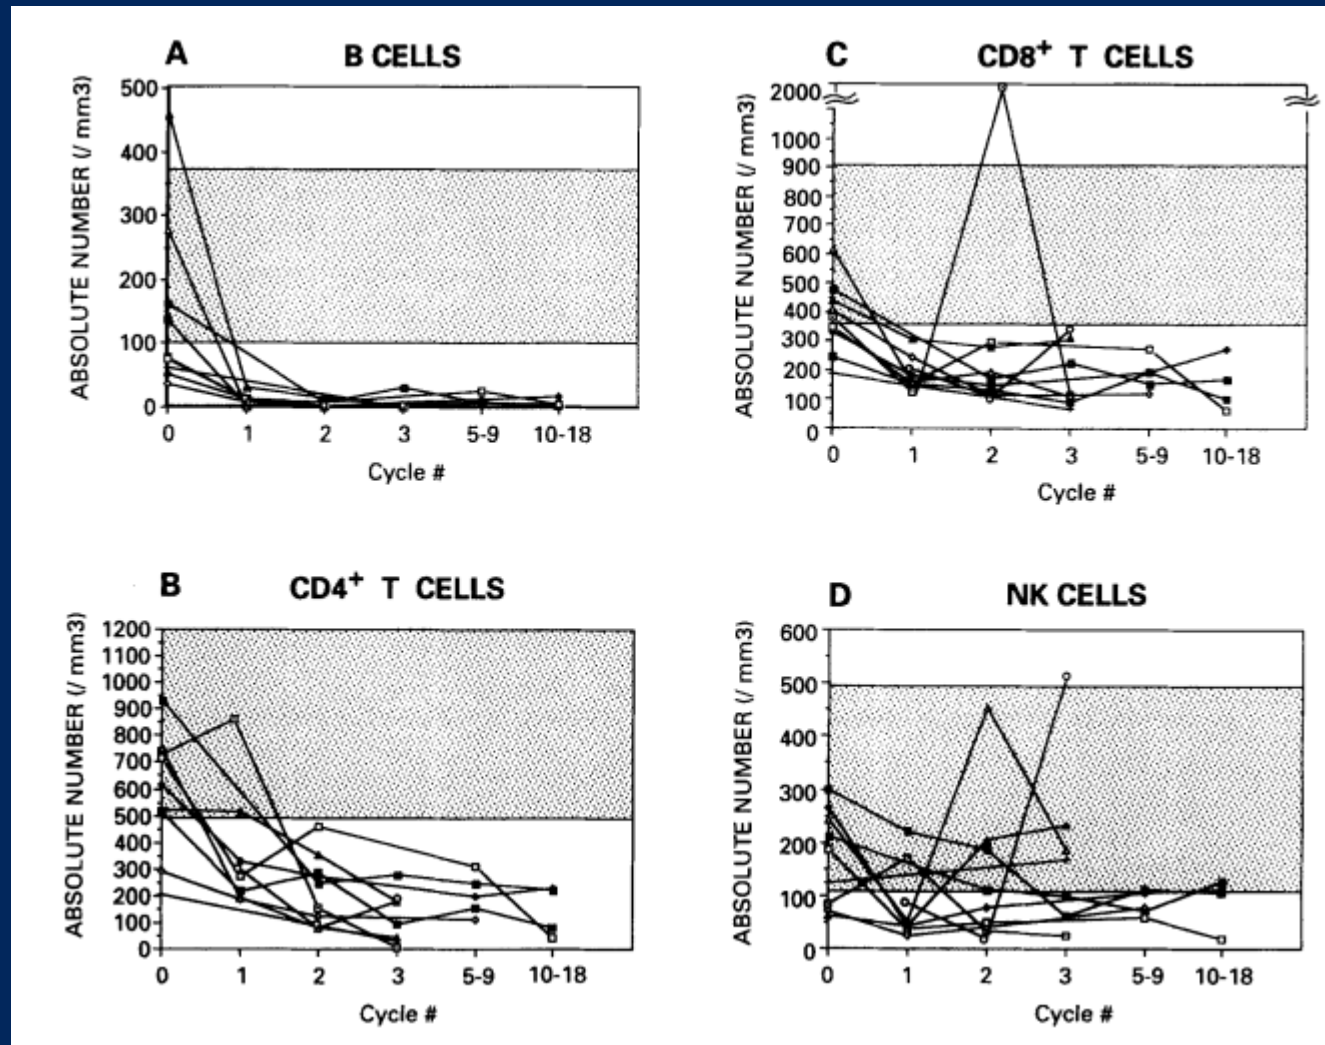 A B CELLS
ABSOLUTE NUMBER (/ mm3)
500
400
300
200
100
0
0 1 2 3 5-9 10-18
Cycle #
C CD8+ T CELLS
ABSOLUTE NUMBER (/ mm3)
2000
1000
900
800
700
600
500
400
300
200
100
0
0 1 2 3 5-9 10-18
Cycle #
B CD4+ T CELLS
ABSOLUTE NUMBER (/ mm3)
1200
1100
1000
900
800
700
600
500
400
300
200
100
0
0 1 2 3 5-9 10-18
Cycle #
D NK CELLS
ABSOLUTE NUMBER (/ mm3)
600
500
400
300
200
100
0
0 1 2 3 5-9 10-18
Cycle #